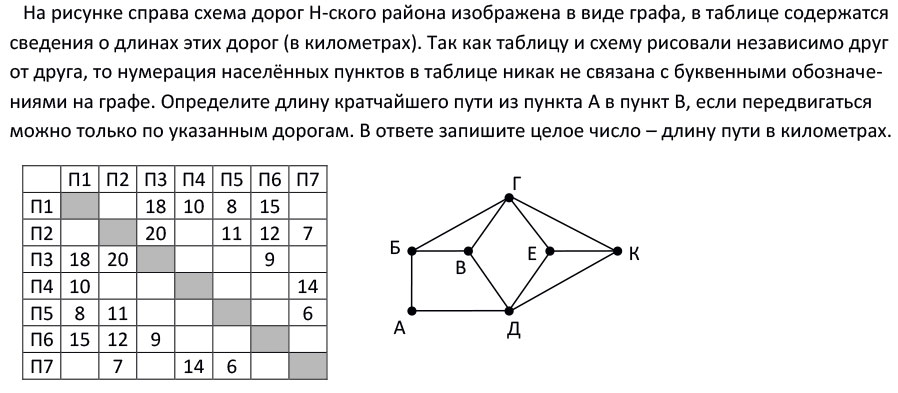 На рисунке справа схема дорог Н-ского района изображена в виде графа, в таблице содержатся
сведения о длинах этих дорог (в километрах). Так как таблицу и схему рисовали независимо друг
от друга, то нумерация населённых пунктов в таблице никак не связана с буквенными обозначе-
ниями на графе. Определите длину кратчайшего пути из пункта А в пункт В, если передвигаться
можно только по указанным дорогам. В ответе запишите целое число – длину пути в километрах.
П1 П2 П3 П4 П5 П6 П7
П1 18 10 8 15
П2 20 11 12 7
П3 18 20 9
П4 10 14
П5 8 11 6
П6 15 12 9
П7 7 14 6
Г
Б В Е К
А Д